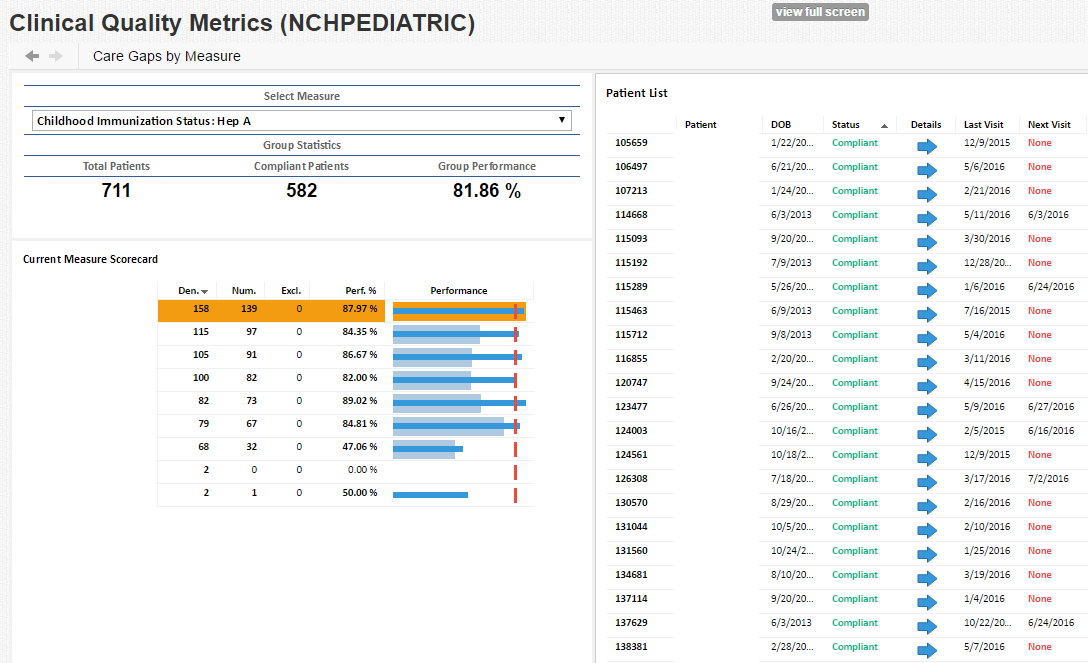 Clinical Quality Metrics (NCHPEDIATRIC)
view full screen
Care Gaps by Measure
Select Measure
Childhood Immunization Status: Hep A
Group Statistics
Total Patients Compliant Patients Group Performance
711 582 81.86 %
Current Measure Scorecard
Den. Num. Excl. Perf. % Performance
158 139 0 87.97 %
115 97 0 84.35 %
105 91 0 86.67 %
100 82 0 82.00 %
82 73 0 89.02 %
79 67 0 84.81 %
68 32 0 47.06 %
2 0 0 0.00 %
2 1 0 50.00 %
Patient List
Patient DOB Status Details Last Visit Next Visit
105659 1/22/20... Compliant 12/9/2015 None
106497 6/21/20... Compliant 5/6/2016 None
107213 1/24/20... Compliant 2/21/2016 None
114668 6/3/2013 Compliant 5/11/2016 6/3/2016
115093 9/20/20... Compliant 3/30/2016 None
115192 7/9/2013 Compliant 12/28/20... None
115289 5/26/20... Compliant 1/6/2016 6/24/2016
115463 6/9/2013 Compliant 7/16/2015 None
115712 9/8/2013 Compliant 5/4/2016 None
116855 2/20/20... Compliant 3/11/2016 None
120747 9/24/20... Compliant 4/15/2016 None
123477 6/26/20... Compliant 5/9/2016 6/27/2016
124003 10/16/2... Compliant 2/5/2015 6/16/2016
124561 10/18/2... Compliant 12/9/2015 None
126308 7/18/20... Compliant 3/17/2016 7/2/2016
130570 8/29/20... Compliant 2/16/2016 None
131044 10/5/20... Compliant 2/10/2016 None
131560 10/24/2... Compliant 1/25/2016 None
134681 8/10/20... Compliant 3/19/2016 None
137114 9/20/20... Compliant 1/4/2016 None
137629 6/3/2013 Compliant 10/22/20... 6/24/2016
138381 2/28/20... Compliant 5/7/2016 None